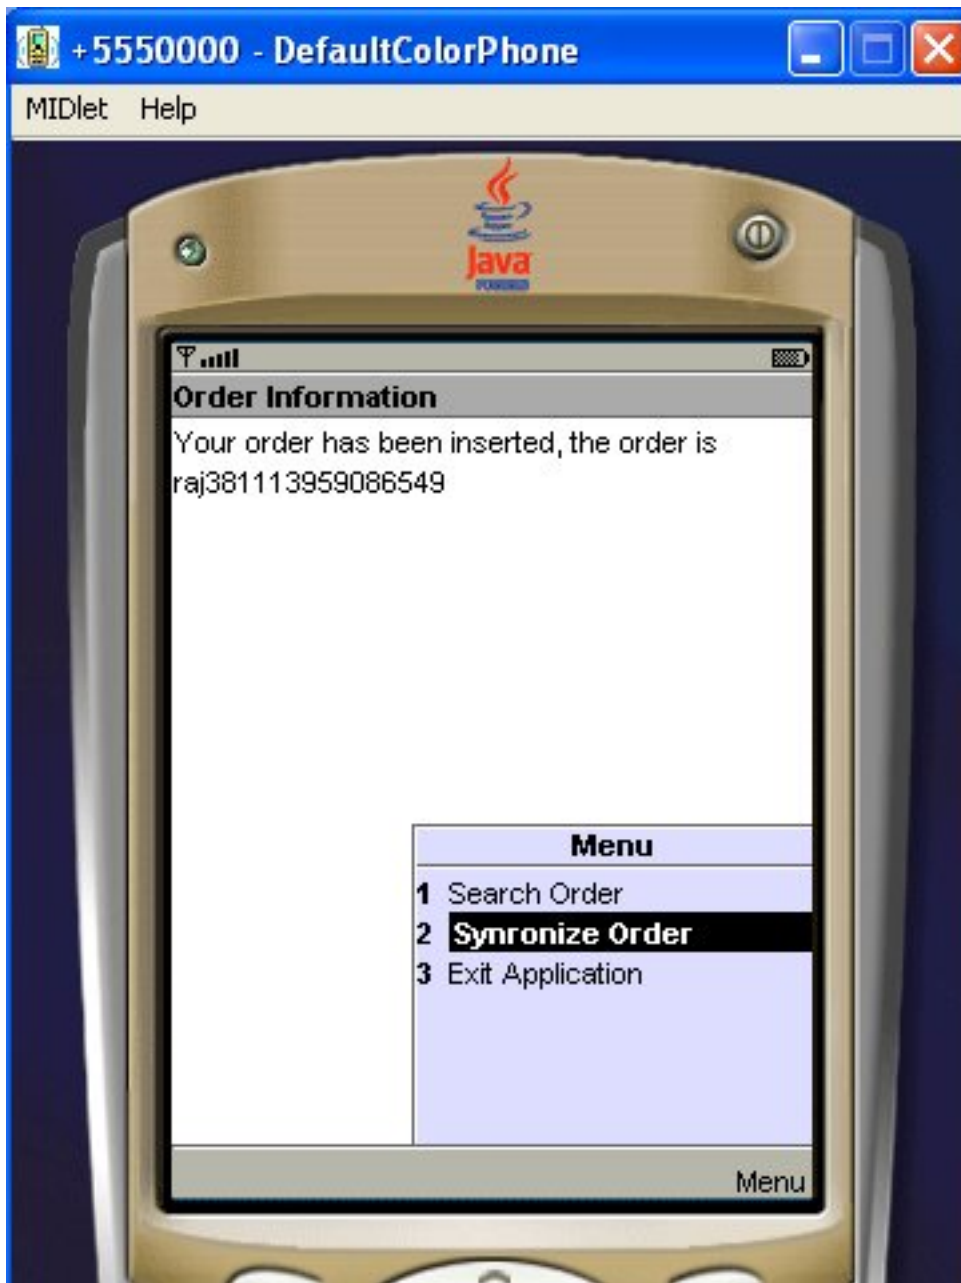 +5550000 - DefaultColorPhone
MIDlet Help
Java
POWERED
Order Information
Your order has been inserted, the order is
raj381113959086549
Menu
1 Search Order
2 Synronize Order
3 Exit Application
Menu